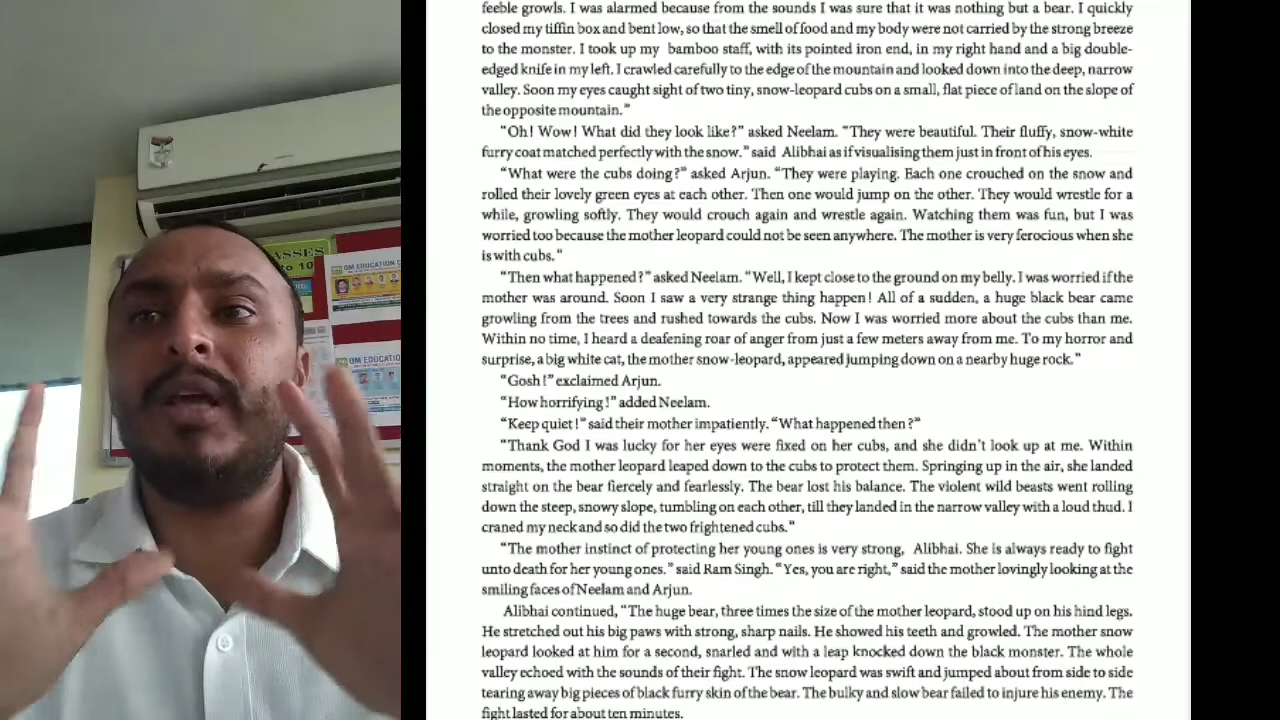 ASSES
to 10
OM EDUCATION
OM EDUCATIO
feeble growls. I was alarmed because from the sounds I was sure that it was nothing but a bear. I quickly
closed my tiffin box and bent low, so that the smell of food and my body were not carried by the strong breeze
to the monster. I took up my bamboo staff, with its pointed iron end, in my right hand and a big double-
edged knife in my left. I crawled carefully to the edge of the mountain and looked down into the deep, narrow
valley. Soon my eyes caught sight of two tiny, snow-leopard cubs on a small, flat piece of land on the slope of
the opposite mountain."
"Oh! Wow! What did they look like?" asked Neelam. "They were beautiful. Their fluffy, snow-white
furry coat matched perfectly with the snow." said Alibhai as if visualising them just in front of his eyes.
"What were the cubs doing?" asked Arjun. "They were playing. Each one crouched on the snow and
rolled their lovely green eyes at each other. Then one would jump on the other. They would wrestle for a
while, growling softly. They would crouch again and wrestle again. Watching them was fun, but I was
worried too because the mother leopard could not be seen anywhere. The mother is very ferocious when she
is with cubs."
"Then what happened?" asked Neelam. "Well, I kept close to the ground on my belly. I was worried if the
mother was around. Soon I saw a very strange thing happen! All of a sudden, a huge black bear came
growling from the trees and rushed towards the cubs. Now I was worried more about the cubs than me.
Within no time, I heard a deafening roar of anger from just a few meters away from me. To my horror and
surprise, a big white cat, the mother snow-leopard, appeared jumping down on a nearby huge rock."
"Gosh!" exclaimed Arjun.
"How horrifying!" added Neelam.
"Keep quiet!" said their mother impatiently. "What happened then?"
"Thank God I was lucky for her eyes were fixed on her cubs, and she didn't look up at me. Within
moments, the mother leopard leaped down to the cubs to protect them. Springing up in the air, she landed
straight on the bear fiercely and fearlessly. The bear lost his balance. The violent wild beasts went rolling
down the steep, snowy slope, tumbling on each other, till they landed in the narrow valley with a loud thud. I
craned my neck and so did the two frightened cubs."
"The mother instinct of protecting her young ones is very strong, Alibhai. She is always ready to fight
unto death for her young ones." said Ram Singh. "Yes, you are right," said the mother lovingly looking at the
smiling faces of Neelam and Arjun.
Alibhai continued, "The huge bear, three times the size of the mother leopard, stood up on his hind legs.
He stretched out his big paws with strong, sharp nails. He showed his teeth and growled. The mother snow
leopard looked at him for a second, snarled and with a leap knocked down the black monster. The whole
valley echoed with the sounds of their fight. The snow leopard was swift and jumped about from side to side
tearing away big pieces of black furry skin of the bear. The bulky and slow bear failed to injure his enemy. The
fight lasted for about ten minutes.